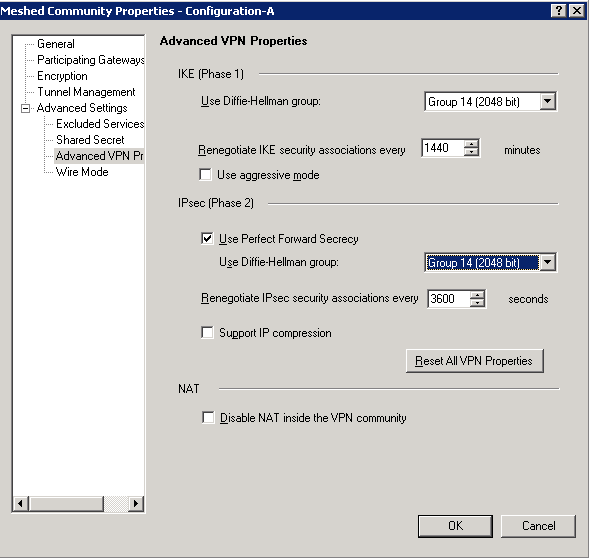 Meshed Community Properties - Configuration-A
General
Participating Gateways
Encryption
Tunnel Management
Advanced Settings
Excluded Services
Shared Secret
Advanced VPN Pr
Wire Mode
Advanced VPN Properties
IKE (Phase 1)
Use Diffie-Hellman group: Group 14 (2048 bit)
Renegotiate IKE security associations every 1440 minutes
Use aggressive mode
IPsec (Phase 2)
Use Perfect Forward Secrecy
Use Diffie-Hellman group: Group 14 (2048 bit)
Renegotiate IPsec security associations every 3600 seconds
Support IP compression
Reset All VPN Properties
NAT
Disable NAT inside the VPN community
OK Cancel